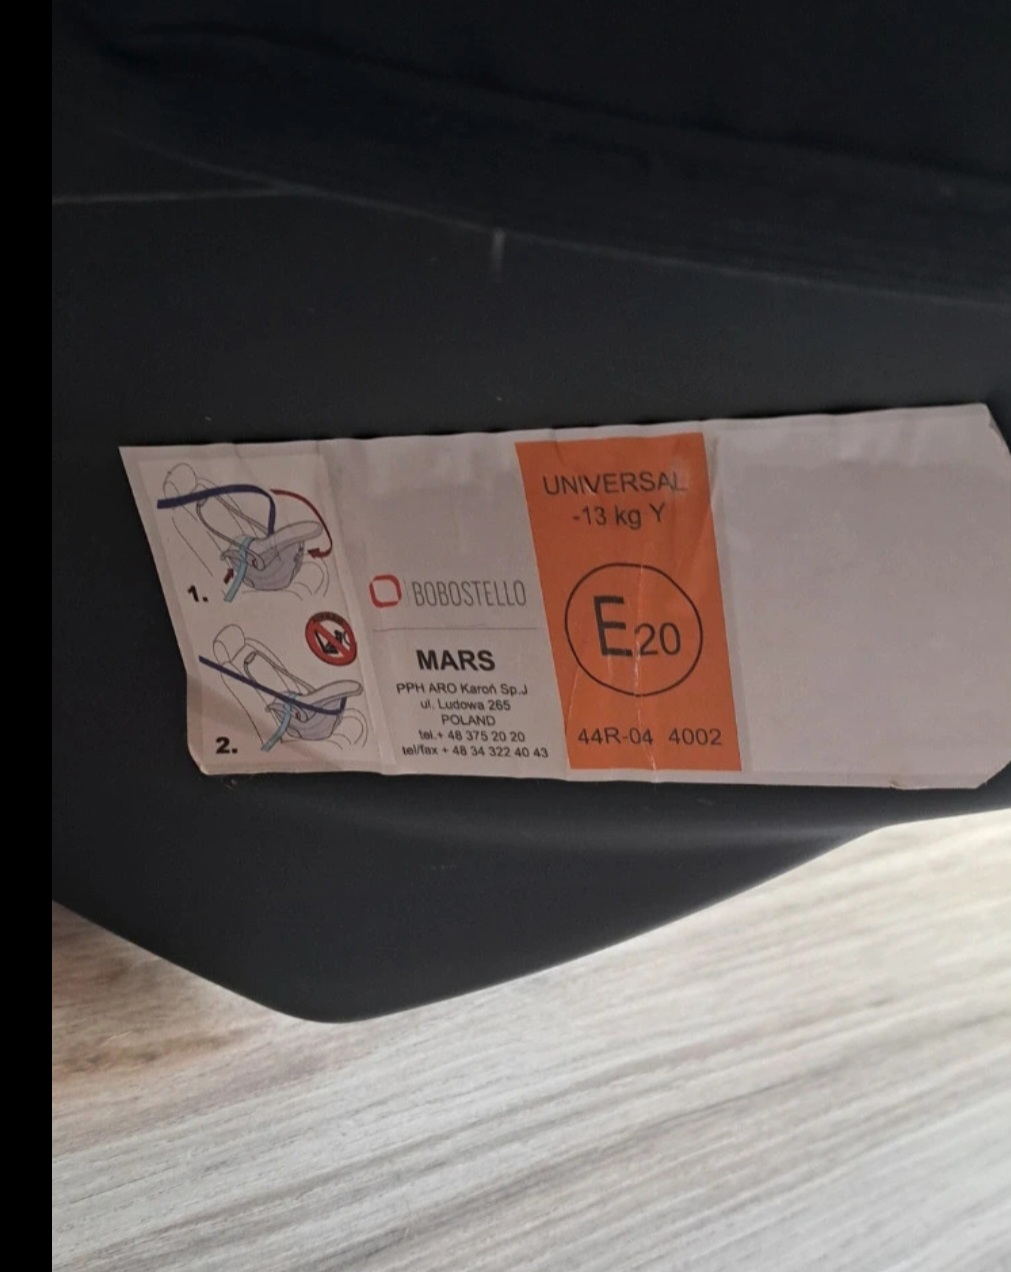 1.
2.
BOBOSTELLO
MARS
PPH ARO Karoń Sp.J
ul. Ludowa 265
POLAND
tel.+ 48 375 20 20
tel/fax + 48 34 322 40 43
UNIVERSAL
-13 kg Y
E20
44R-04 4002